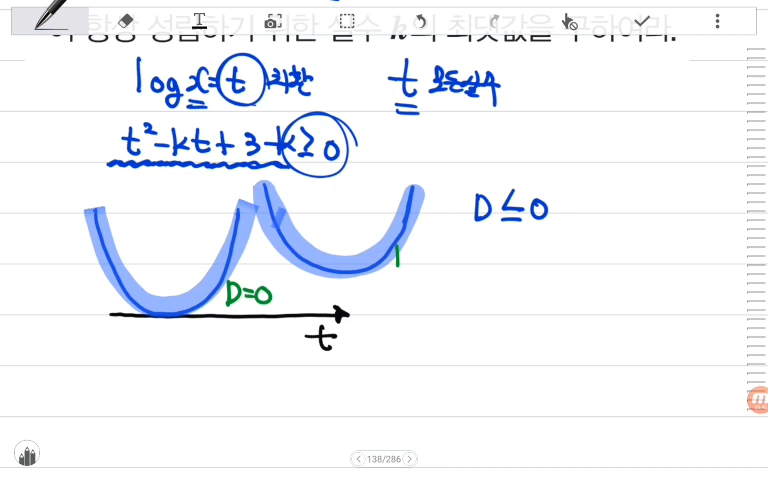 항상 성립하기 위한 실수 k의 최댓값을 구하여라.
log x = t 치환 t 모든실수
t² - kt + 3 - k ≥ 0
D ≤ 0
D=0
t
138/286